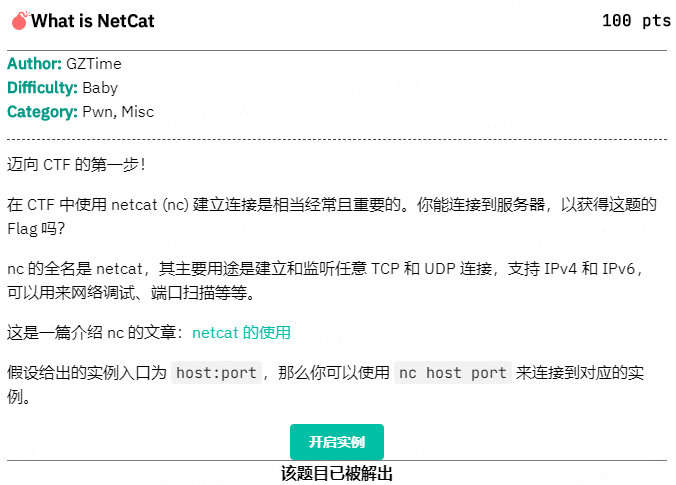 What is NetCat 100 pts
Author: GZTime
Difficulty: Baby
Category: Pwn, Misc
迈向 CTF 的第一步！
在 CTF 中使用 netcat (nc) 建立连接是相当经常且重要的。你能连接到服务器，以获得这题的
Flag 吗？
nc 的全名是 netcat，其主要用途是建立和监听任意 TCP 和 UDP 连接，支持 IPv4 和 IPv6，
可以用来网络调试、端口扫描等等。
这是一篇介绍 nc 的文章：netcat 的使用
假设给出的实例入口为 host:port，那么你可以使用 nc host port 来连接到对应的实
例。
开启实例
该题目已被解出